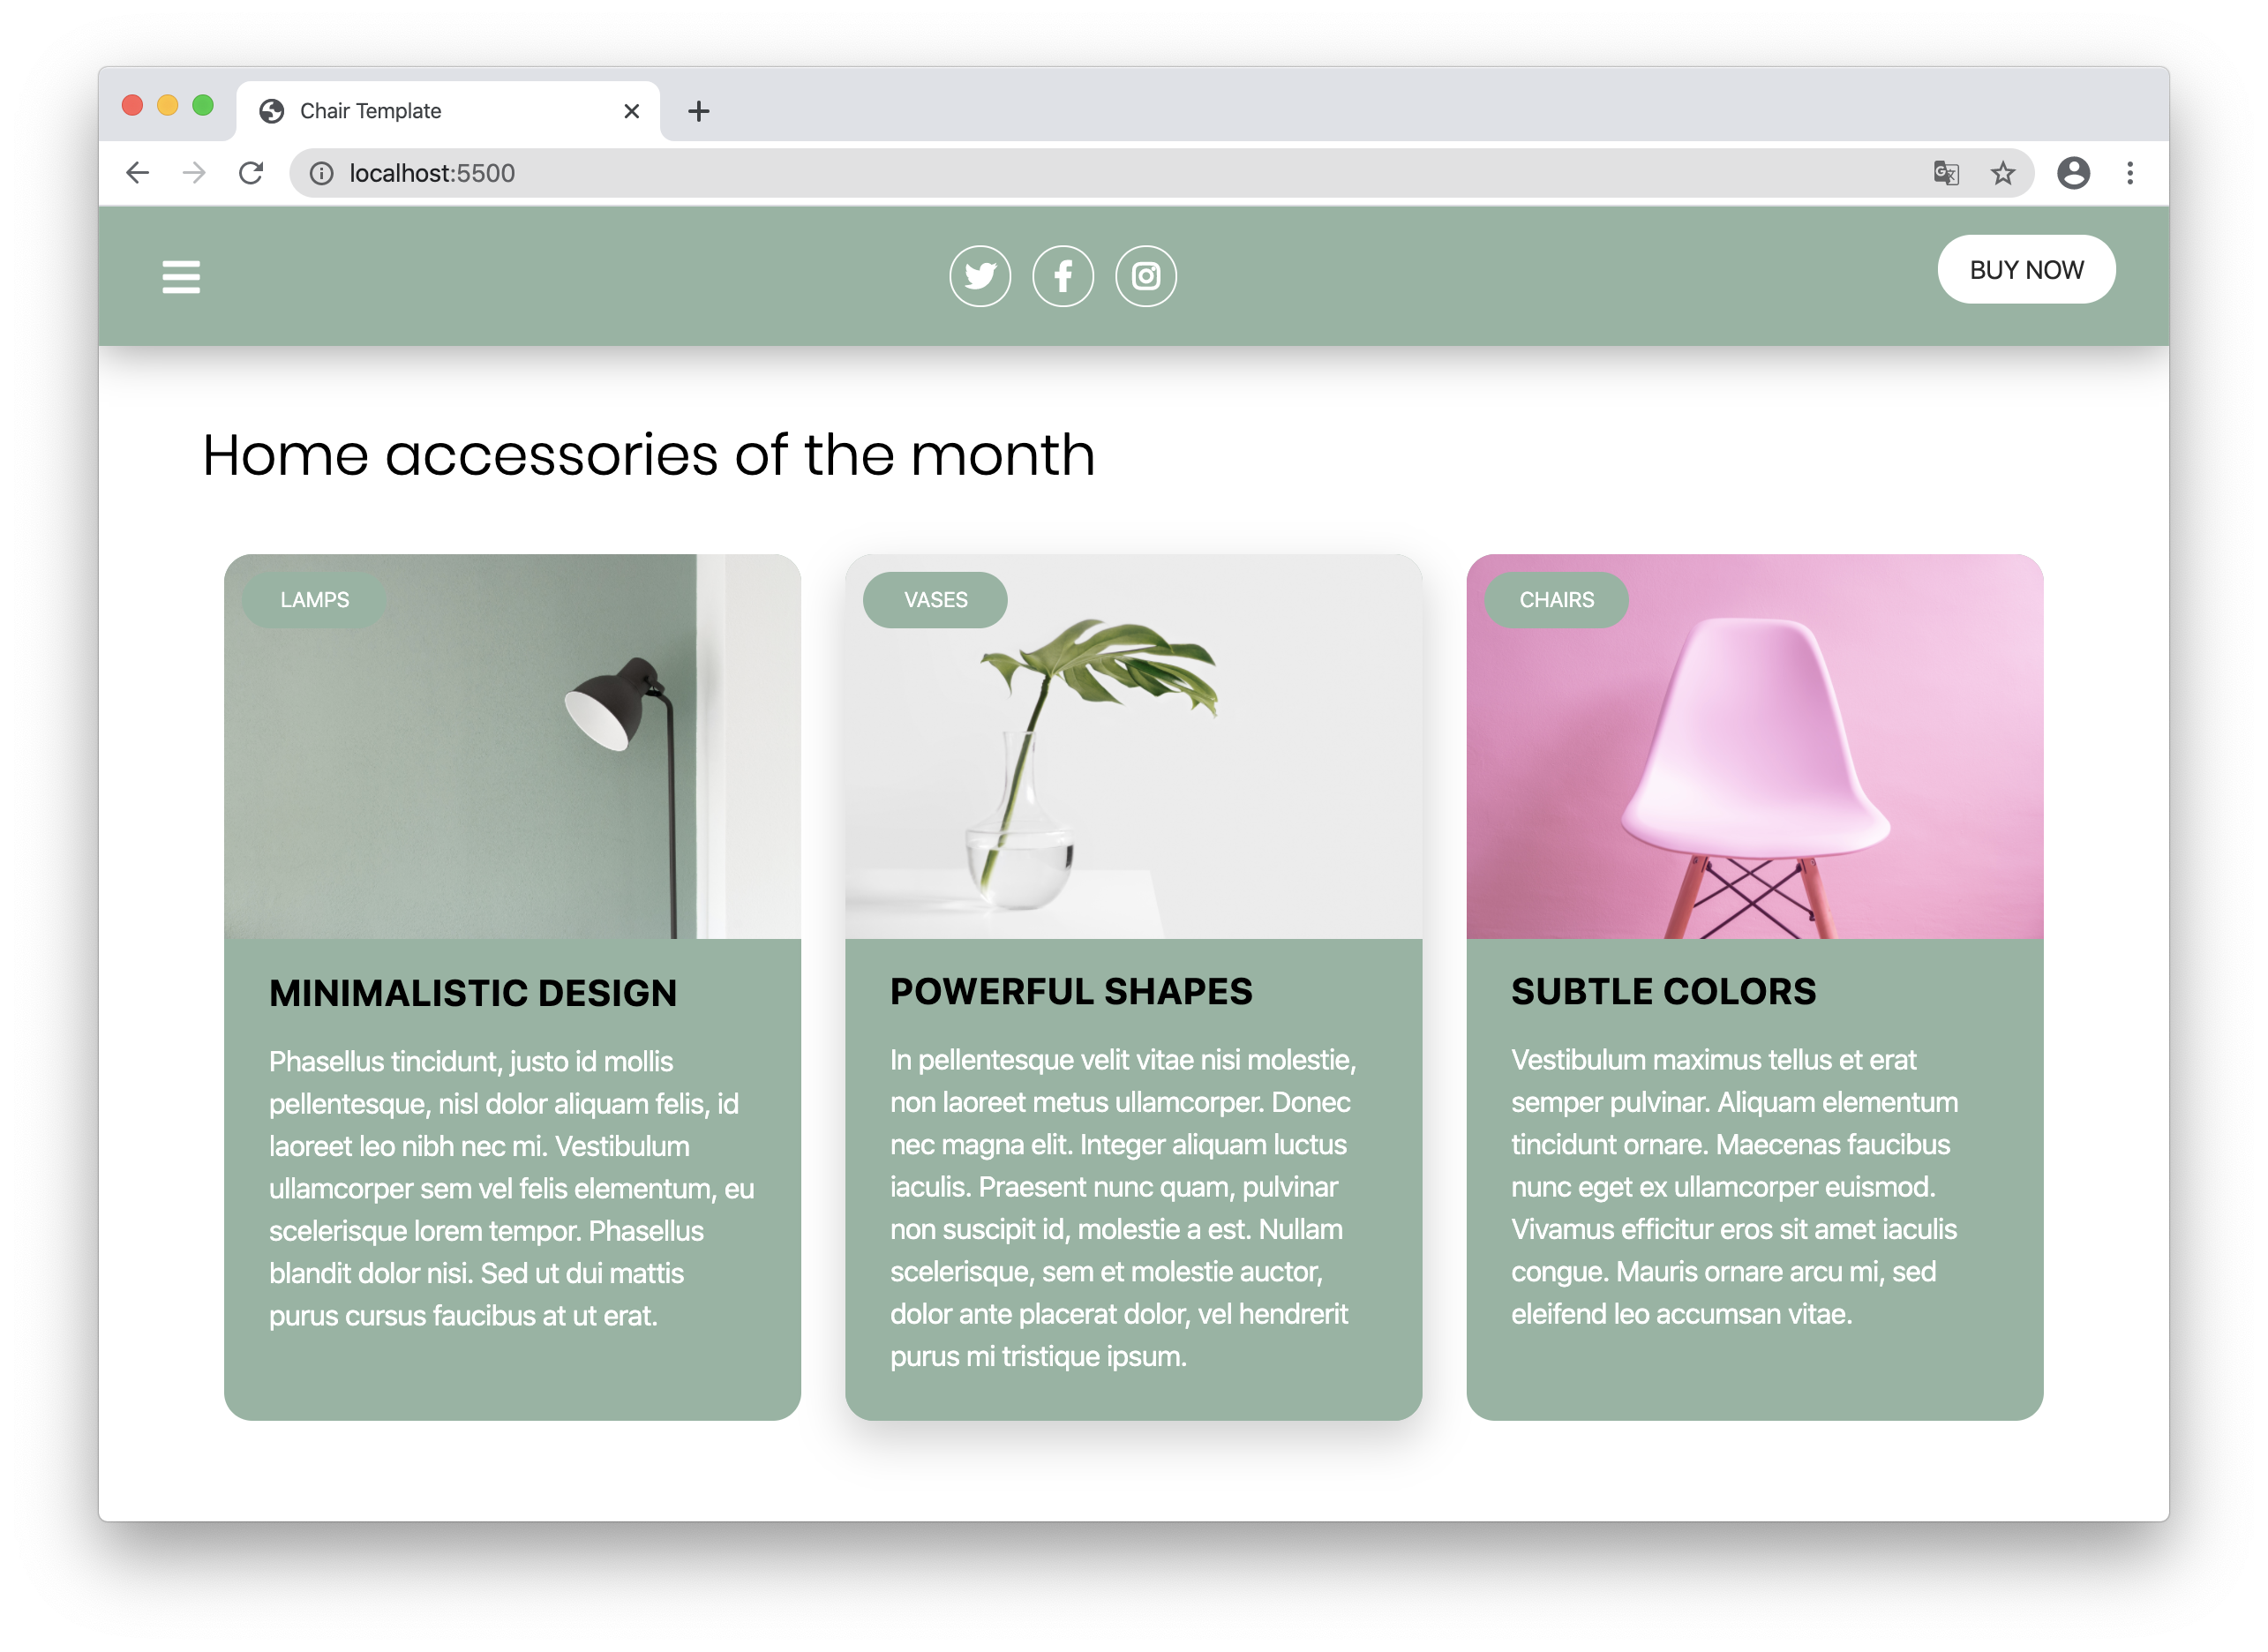 Chair Template
localhost:5500
BUY NOW
Home accessories of the month
LAMPS
MINIMALISTIC DESIGN
Phasellus tincidunt, justo id mollis
pellentesque, nisl dolor aliquam felis, id
laoreet leo nibh nec mi. Vestibulum
ullamcorper sem vel felis elementum, eu
scelerisque lorem tempor. Phasellus
blandit dolor nisi. Sed ut dui mattis
purus cursus faucibus at ut erat.
VASES
POWERFUL SHAPES
In pellentesque velit vitae nisi molestie,
non laoreet metus ullamcorper. Donec
nec magna elit. Integer aliquam luctus
iaculis. Praesent nunc quam, pulvinar
non suscipit id, molestie a est. Nullam
scelerisque, sem et molestie auctor,
dolor ante placerat dolor, vel hendrerit
purus mi tristique ipsum.
CHAIRS
SUBTLE COLORS
Vestibulum maximus tellus et erat
semper pulvinar. Aliquam elementum
tincidunt ornare. Maecenas faucibus
nunc eget ex ullamcorper euismod.
Vivamus efficitur eros sit amet iaculis
congue. Mauris ornare arcu mi, sed
eleifend leo accumsan vitae.